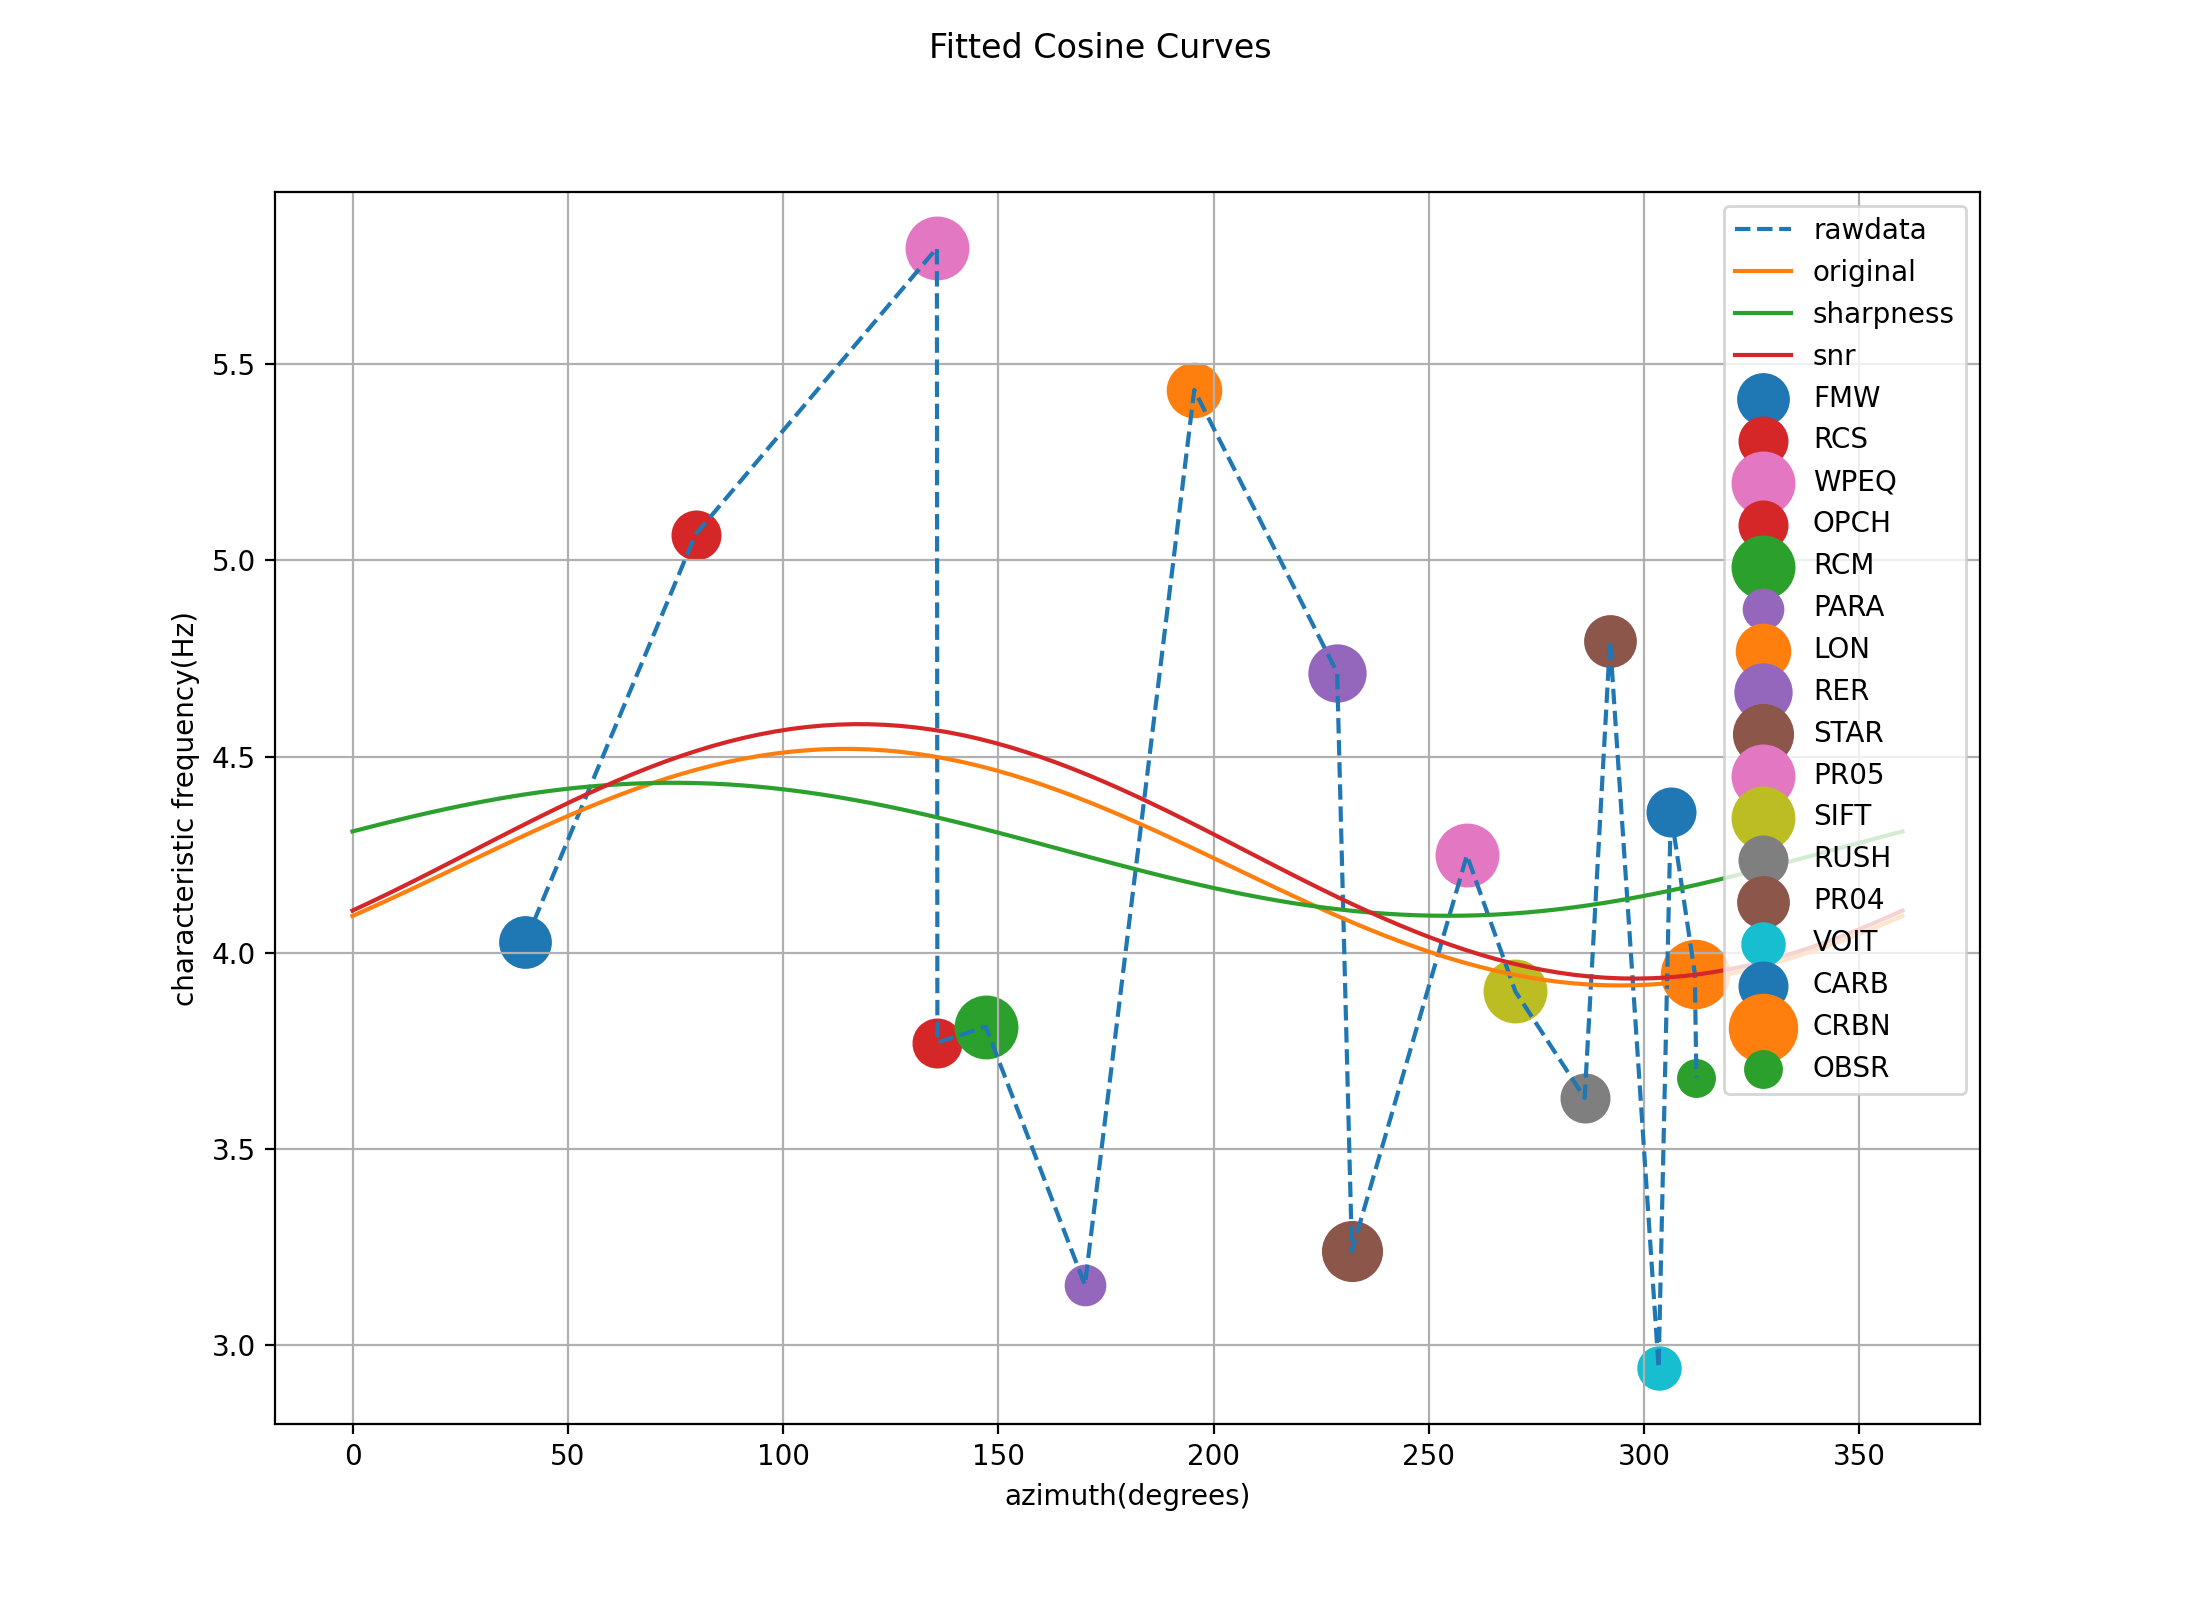 Fitted Cosine Curves
characteristic frequency(Hz)
5.5
5.0
4.5
4.0
3.5
3.0
rawdata
original
sharpness
snr
FMW
RCS
WPEQ
OPCH
RCM
PARA
LON
RER
STAR
PR05
SIFT
RUSH
PR04
VOIT
CARB
CRBN
OBSR
0 50 100 150 200 250 300 350
azimuth(degrees)